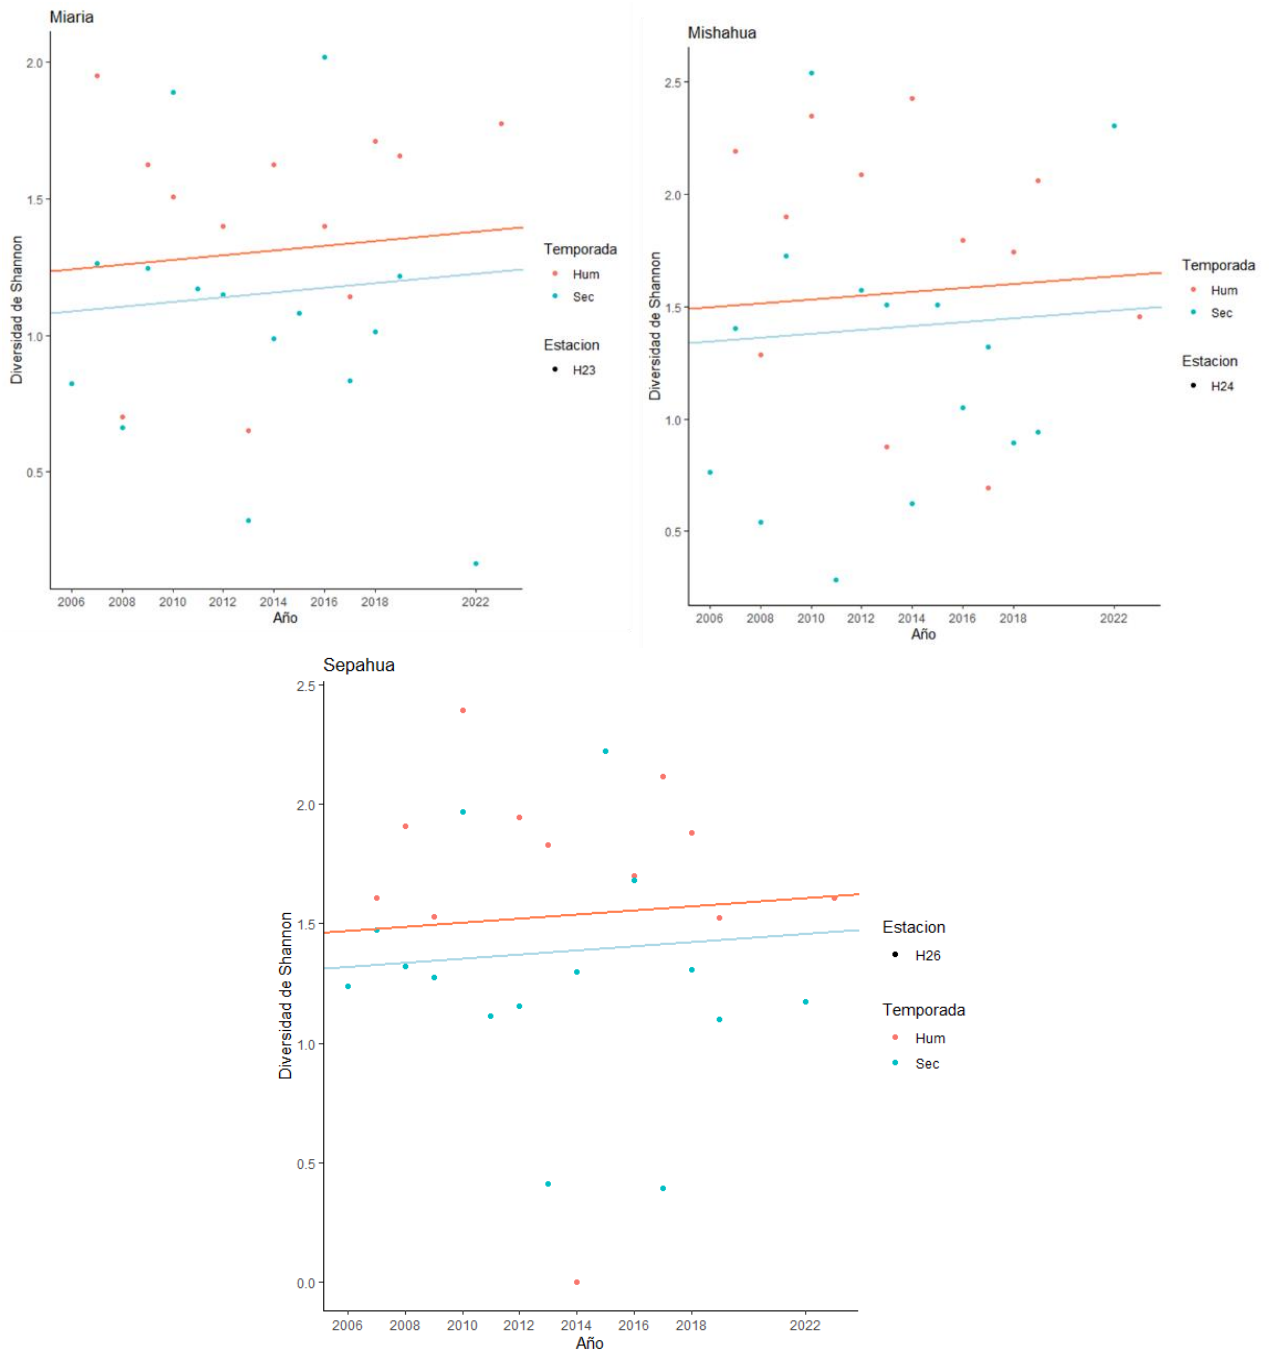 Miaria
Diversidad de Shannon
2.0
1.5
1.0
0.5
2006 2008 2010 2012 2014 2016 2018 2022
Año
Temporada
Hum
Sec
Estacion
H23
Mishahua
Diversidad de Shannon
2.5
2.0
1.5
1.0
0.5
2006 2008 2010 2012 2014 2016 2018 2022
Año
Temporada
Hum
Sec
Estacion
H24
Sepahua
Diversidad de Shannon
2.5
2.0
1.5
1.0
0.5
0.0
2006 2008 2010 2012 2014 2016 2018 2022
Año
Estacion
H26
Temporada
Hum
Sec